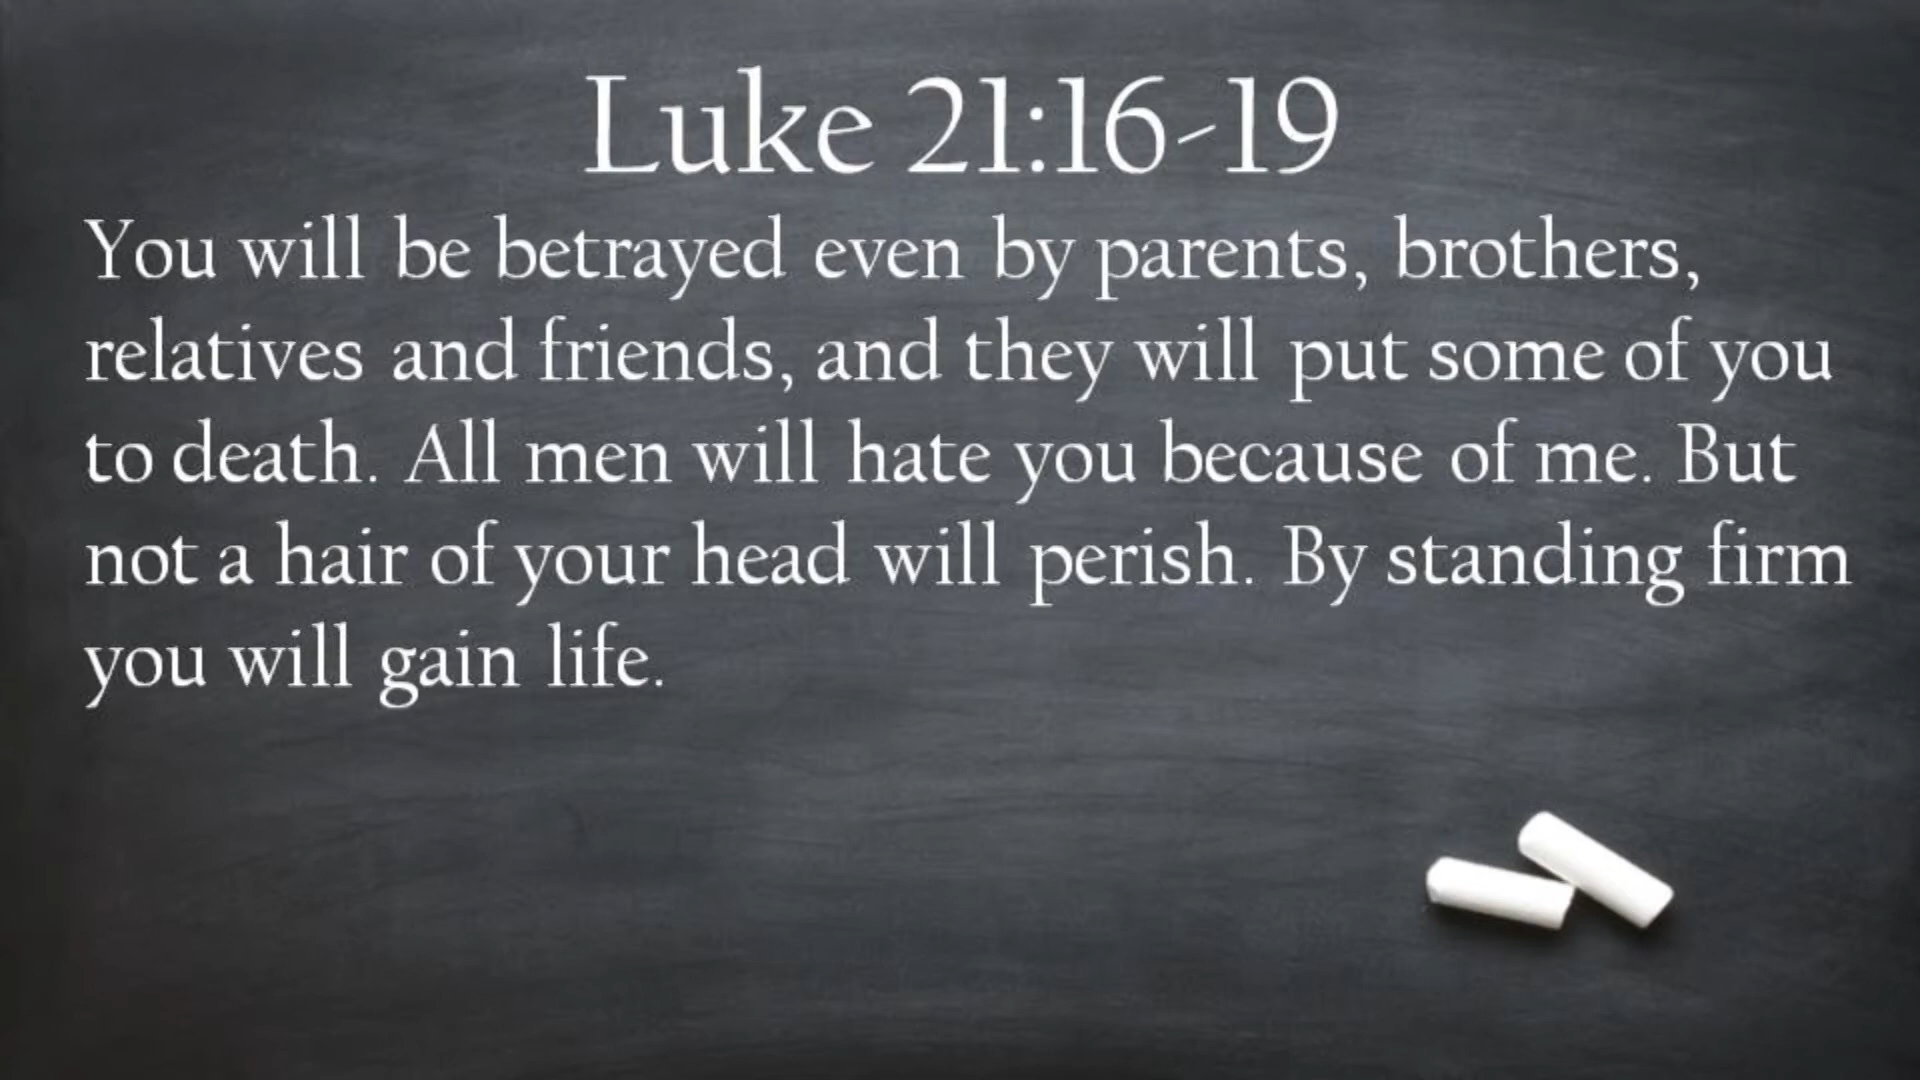 Luke 21:16-19
You will be betrayed even by parents, brothers,
relatives and friends, and they will put some of you
to death. All men will hate you because of me. But
not a hair of your head will perish. By standing firm
you will gain life.